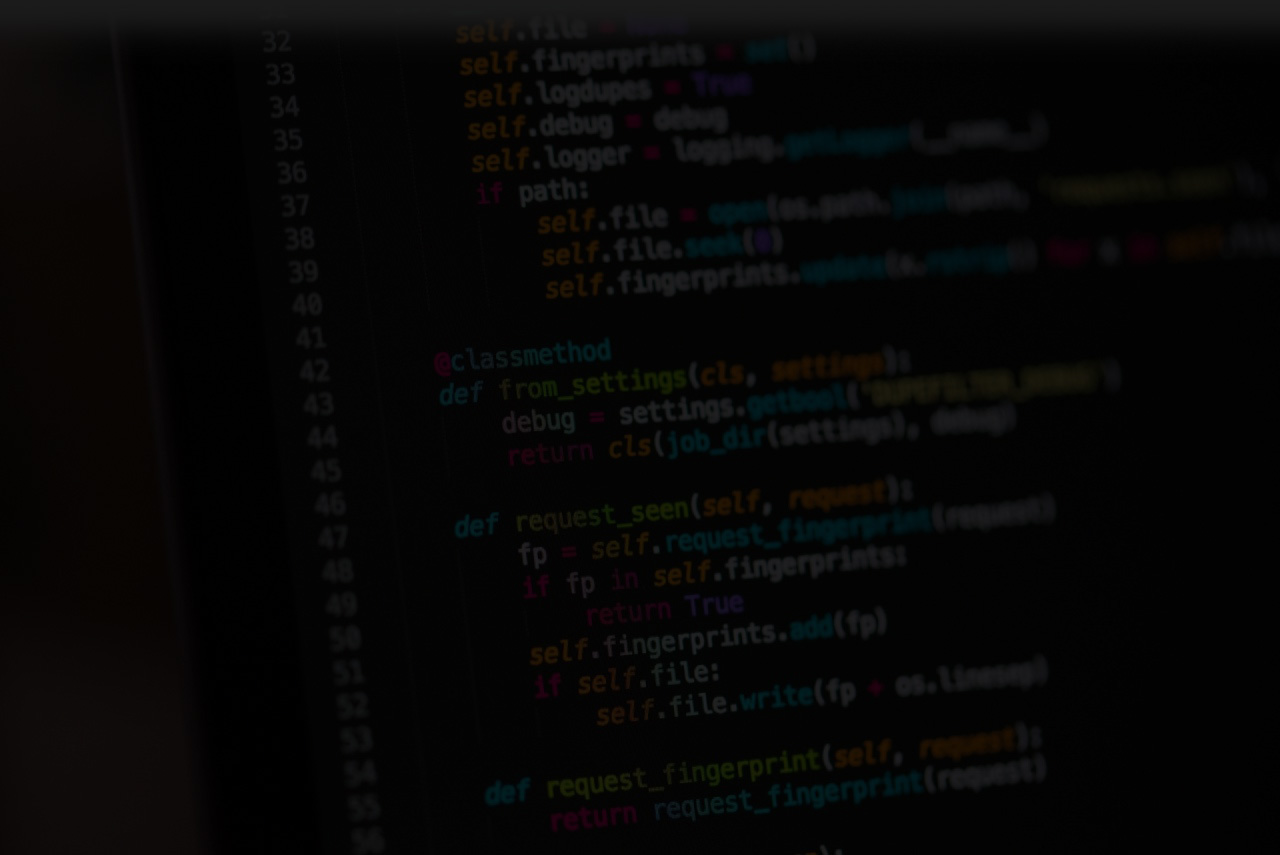 32 self.file = None
33 self.fingerprints = set()
34 self.logdupes = True
35 self.debug = debug
36 self.logger = logging.getLogger(__name__)
37 if path:
38 self.file = open(os.path.join(path, 'requests.seen'),
39 self.file.seek(0)
40 self.fingerprints.update(x.rstrip() for x in self.file
41
42 @classmethod
43 def from_settings(cls, settings):
44 debug = settings.getbool('DUPEFILTER_DEBUG')
45 return cls(job_dir(settings), debug)
46
47 def request_seen(self, request):
48 fp = self.request_fingerprint(request)
49 if fp in self.fingerprints:
50 return True
51 self.fingerprints.add(fp)
52 if self.file:
53 self.file.write(fp + os.linesep)
54
55 def request_fingerprint(self, request):
56 return request_fingerprint(request)